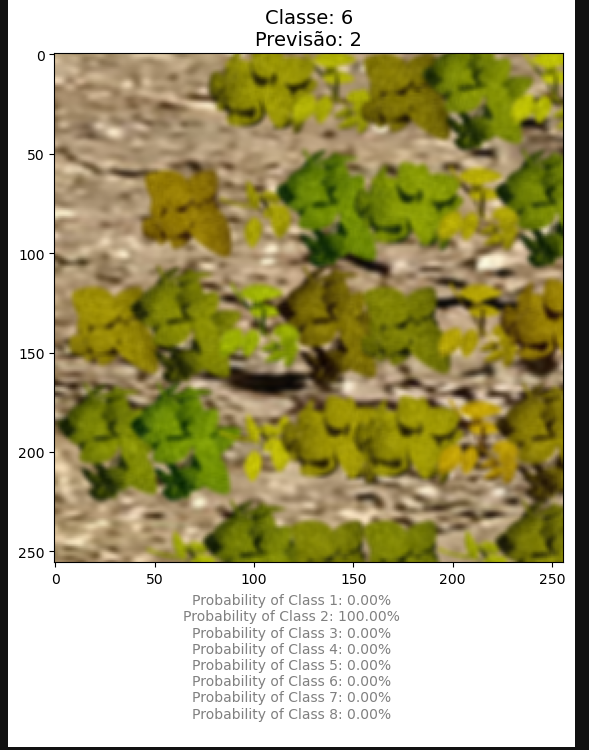 Classe: 6
Previsão: 2
0
50
100
150
200
250
0 50 100 150 200 250
Probability of Class 1: 0.00%
Probability of Class 2: 100.00%
Probability of Class 3: 0.00%
Probability of Class 4: 0.00%
Probability of Class 5: 0.00%
Probability of Class 6: 0.00%
Probability of Class 7: 0.00%
Probability of Class 8: 0.00%